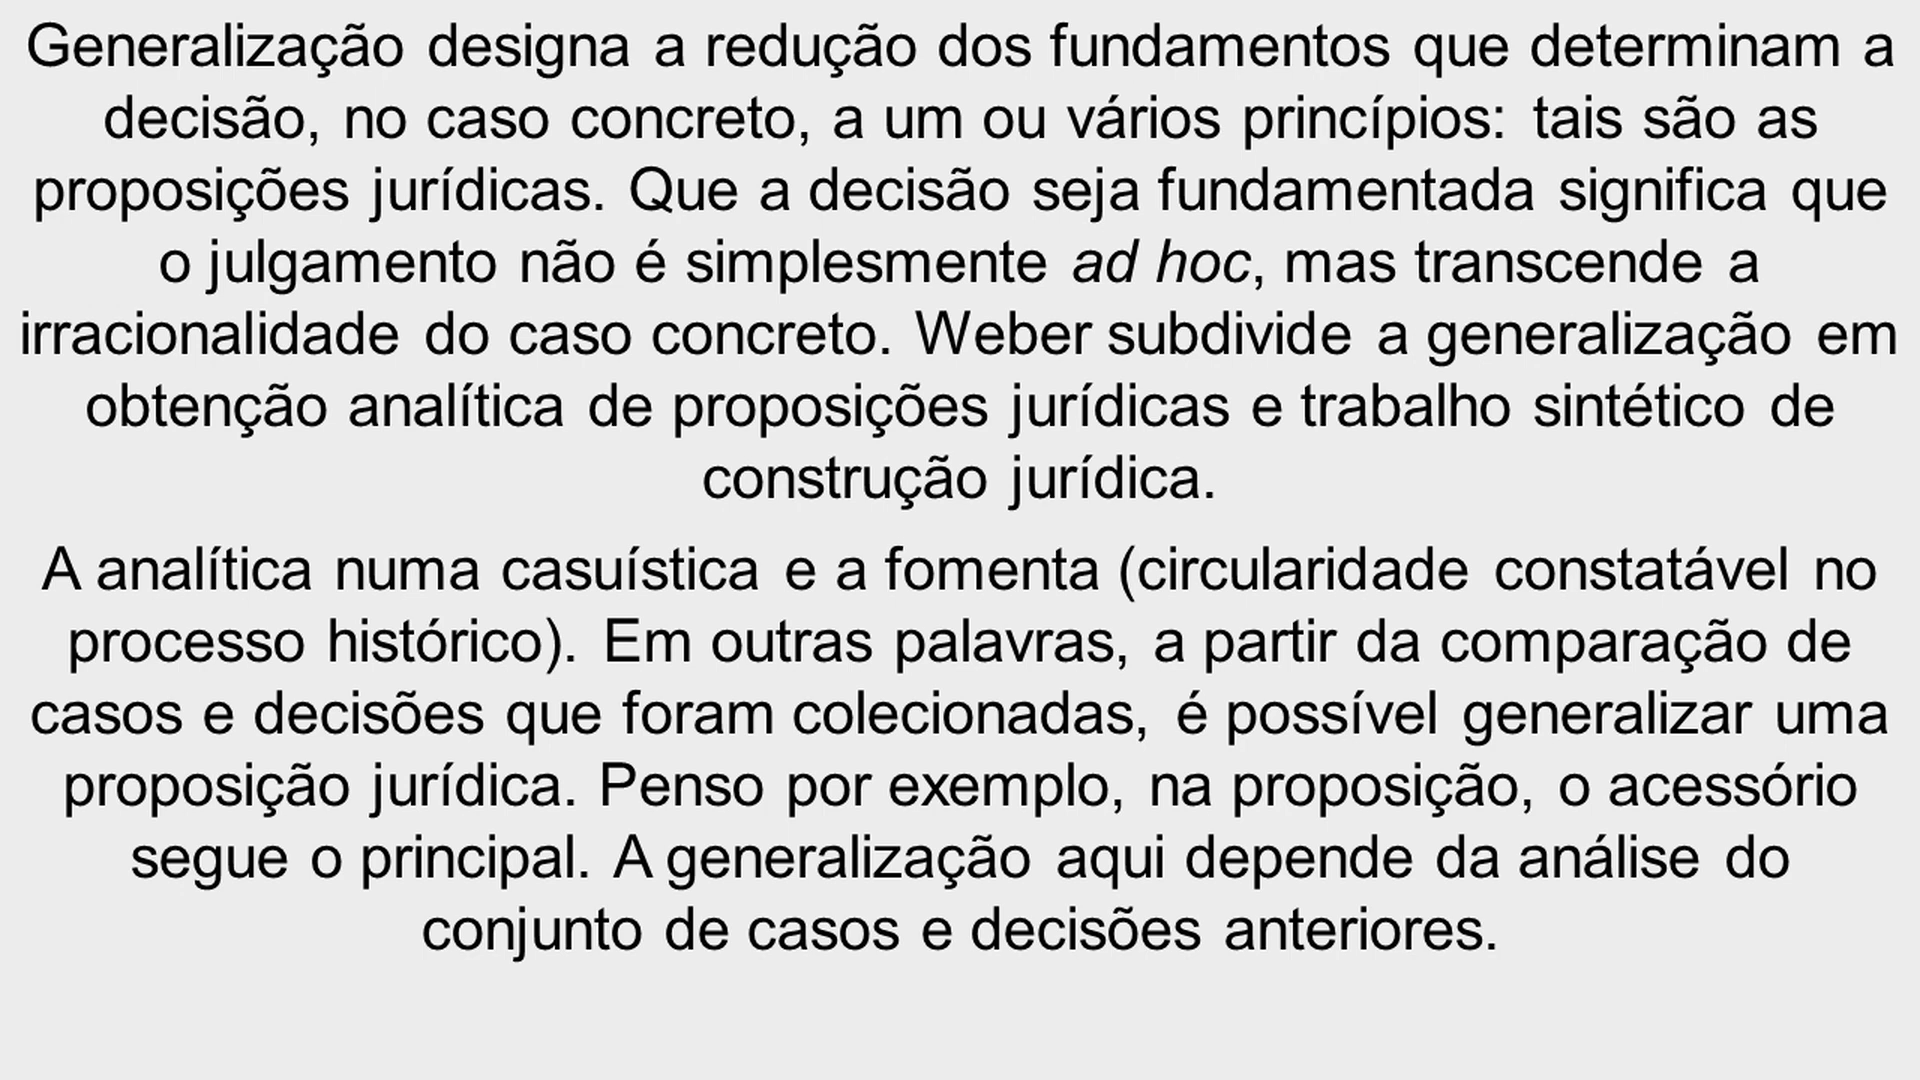 Generalização designa a redução dos fundamentos que determinam a
decisão, no caso concreto, a um ou vários princípios: tais são as
proposições jurídicas. Que a decisão seja fundamentada significa que
o julgamento não é simplesmente ad hoc, mas transcende a
irracionalidade do caso concreto. Weber subdivide a generalização em
obtenção analítica de proposições jurídicas e trabalho sintético de
construção jurídica.
A analítica numa casuística e a fomenta (circularidade constatável no
processo histórico). Em outras palavras, a partir da comparação de
casos e decisões que foram colecionadas, é possível generalizar uma
proposição jurídica. Penso por exemplo, na proposição, o acessório
segue o principal. A generalização aqui depende da análise do
conjunto de casos e decisões anteriores.